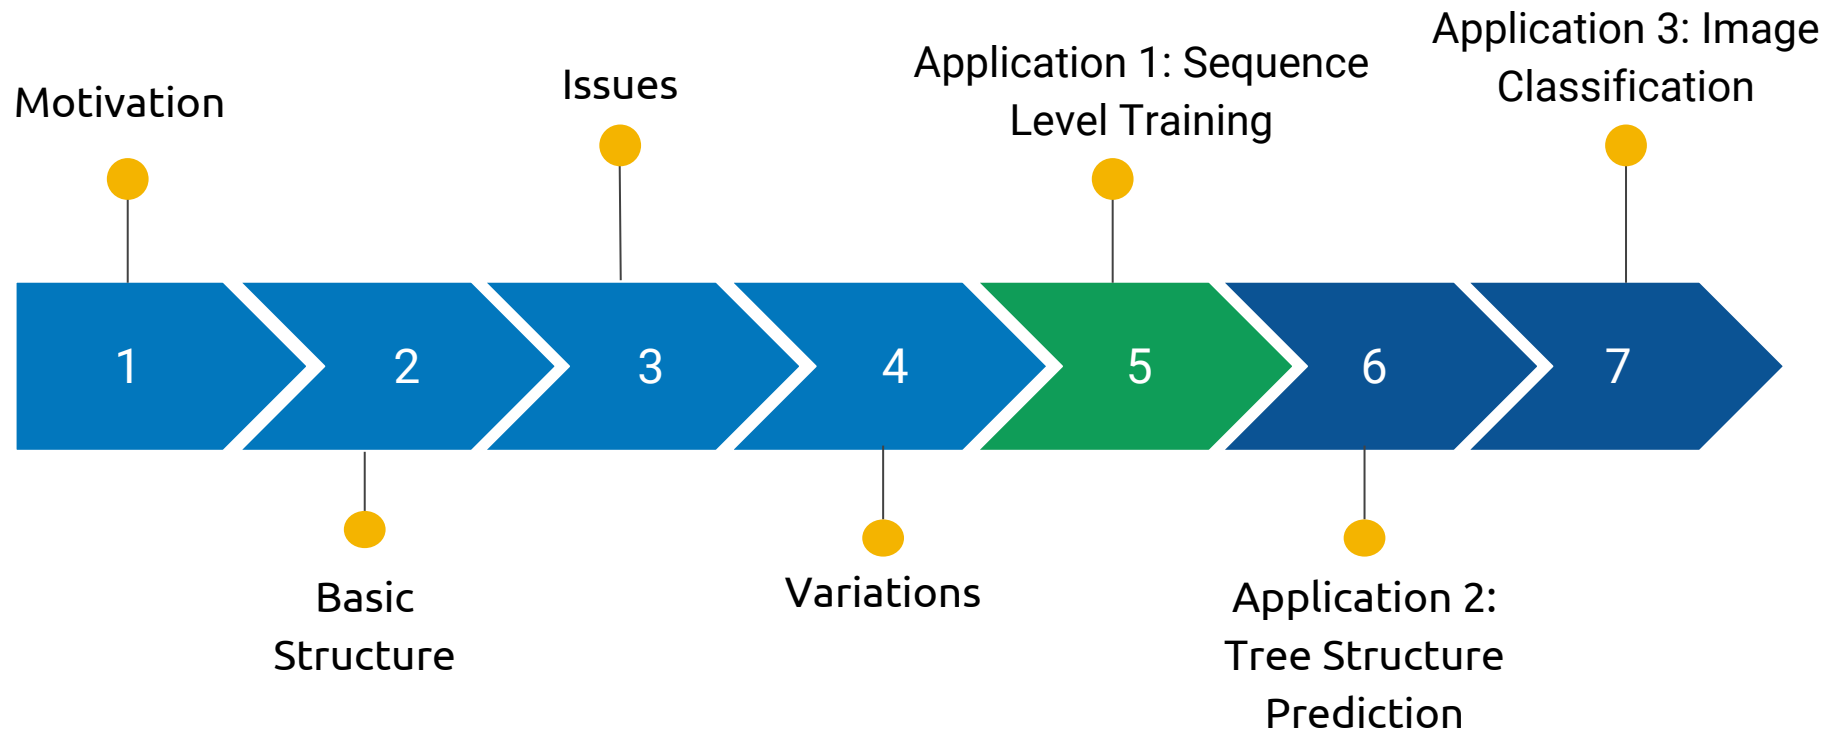 Motivation
Issues
Application 1: Sequence
Level Training
Application 3: Image
Classification
1
2
3
4
5
6
7
Basic
Structure
Variations
Application 2:
Tree Structure
Prediction